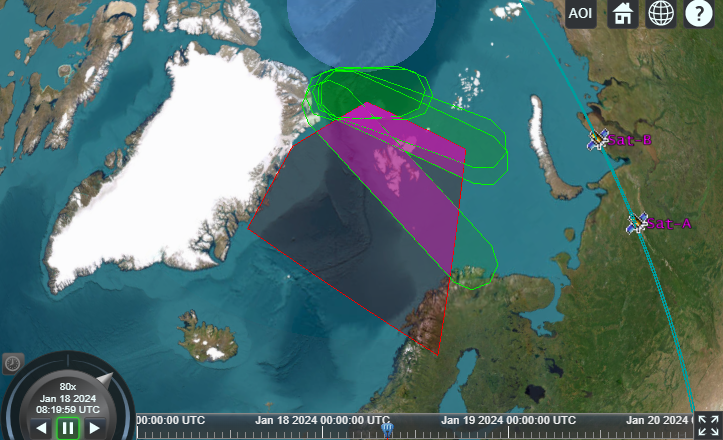 AOI
?
Sat-B
Sat-A
80x
Jan 18 2024
08:19:59 UTC
00:00:00 UTC Jan 18 2024 00:00:00 UTC Jan 19 2024 00:00:00 UTC Jan 20 2024